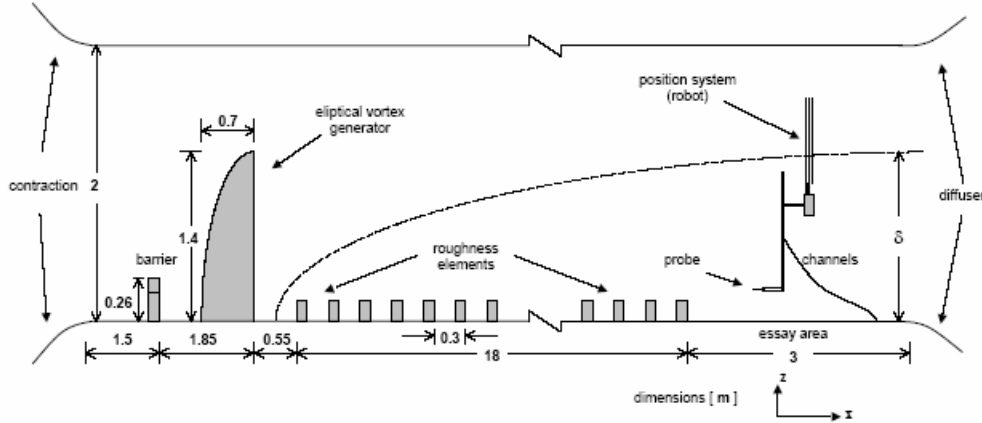 position system
(robot)
0.7
eliptical vortex
generator
contraction
2
diffuser
1.4
barrier
roughness
elements
probe
channels
δ
0.26
essay area
1.5
1.85
0.55
0.3
18
3
dimensions [ m ]
z
x